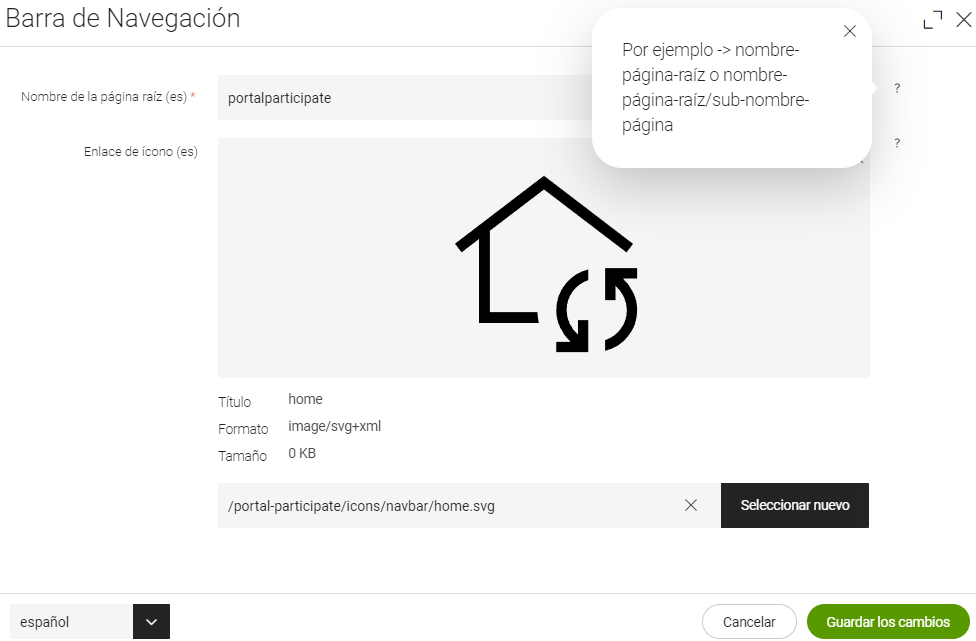 Barra de Navegación
Por ejemplo -> nombre-
página-raíz o nombre-
página-raíz/sub-nombre-
página
Nombre de la página raíz (es) *
portalparticipate
?
Enlace de ícono (es)
?
Título
home
Formato
image/svg+xml
Tamaño
0 KB
/portal-participate/icons/navbar/home.svg
Seleccionar nuevo
español
Cancelar
Guardar los cambios